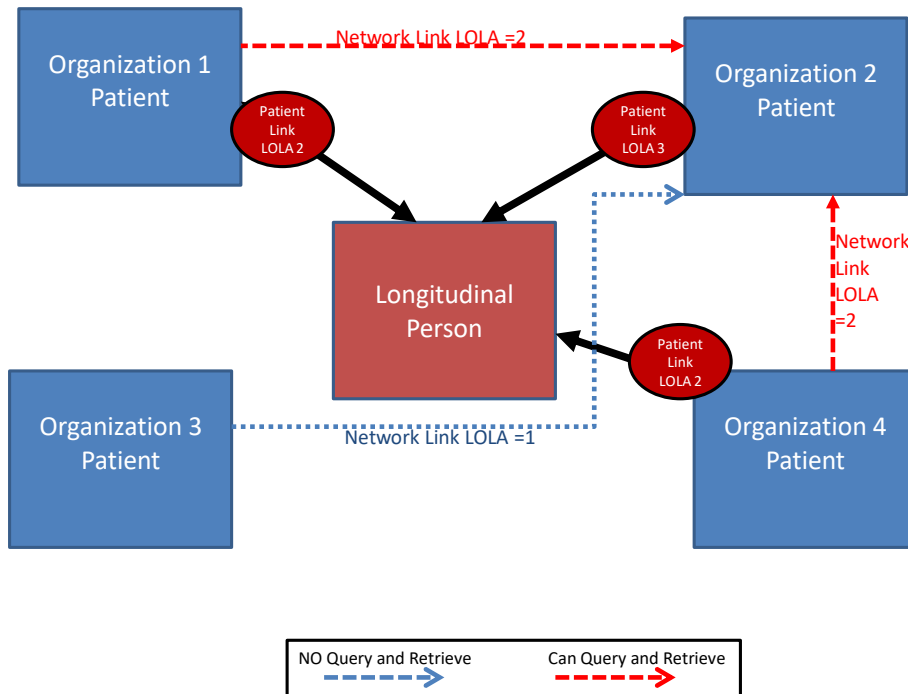 Network Link LOLA =2
Organization 1
Patient
Organization 2
Patient
Patient
Link
LOLA 2
Patient
Link
LOLA 3
Network
Link
LOLA
=2
Longitudinal
Person
Patient
Link
LOLA 2
Organization 3
Patient
Network Link LOLA =1
Organization 4
Patient
NO Query and Retrieve
Can Query and Retrieve